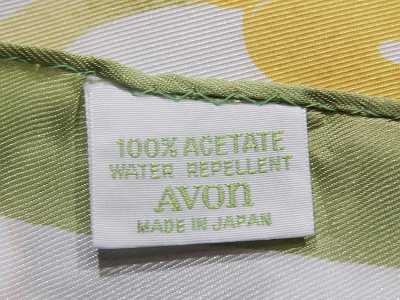 100% ACETATE
WATER REPELLENT
AVON
MADE IN JAPAN